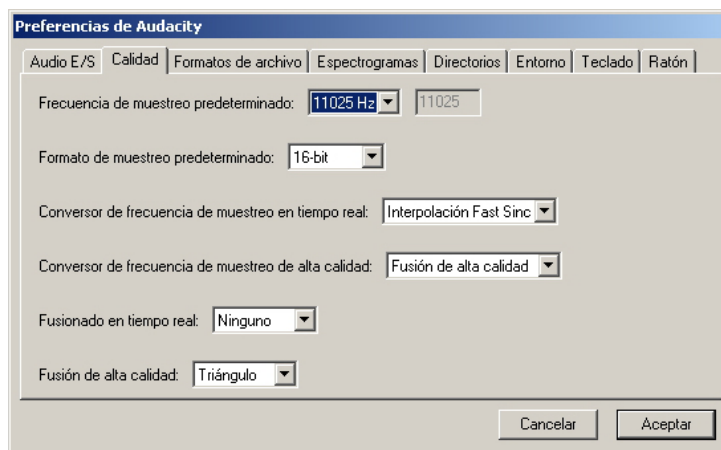 Preferencias de Audacity
Audio E/S Calidad Formatos de archivo Espectrogramas Directorios Entorno Teclado Ratón
Frecuencia de muestreo predeterminado: 11025 Hz 11025
Formato de muestreo predeterminado: 16-bit
Conversor de frecuencia de muestreo en tiempo real: Interpolación Fast Sinc
Conversor de frecuencia de muestreo de alta calidad: Fusión de alta calidad
Fusionado en tiempo real: Ninguno
Fusión de alta calidad: Triángulo
Cancelar Aceptar